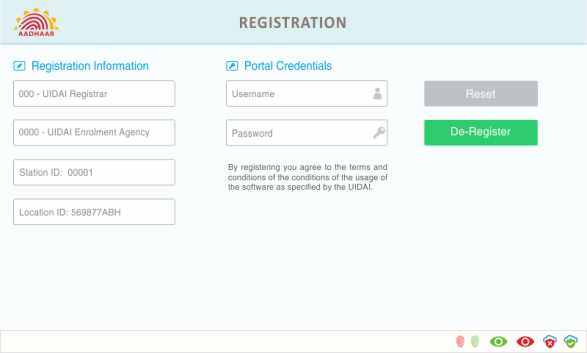 AADHAAR
REGISTRATION
Registration Information
000 - UIDAI Registrar
0000 - UIDAI Enrolment Agency
Station ID: 00001
Location ID: 569877ABH
Portal Credentials
Username
Password
By registering you agree to the terms and
conditions of the conditions of the usage of
the software as specified by the UIDAI.
Reset
De-Register